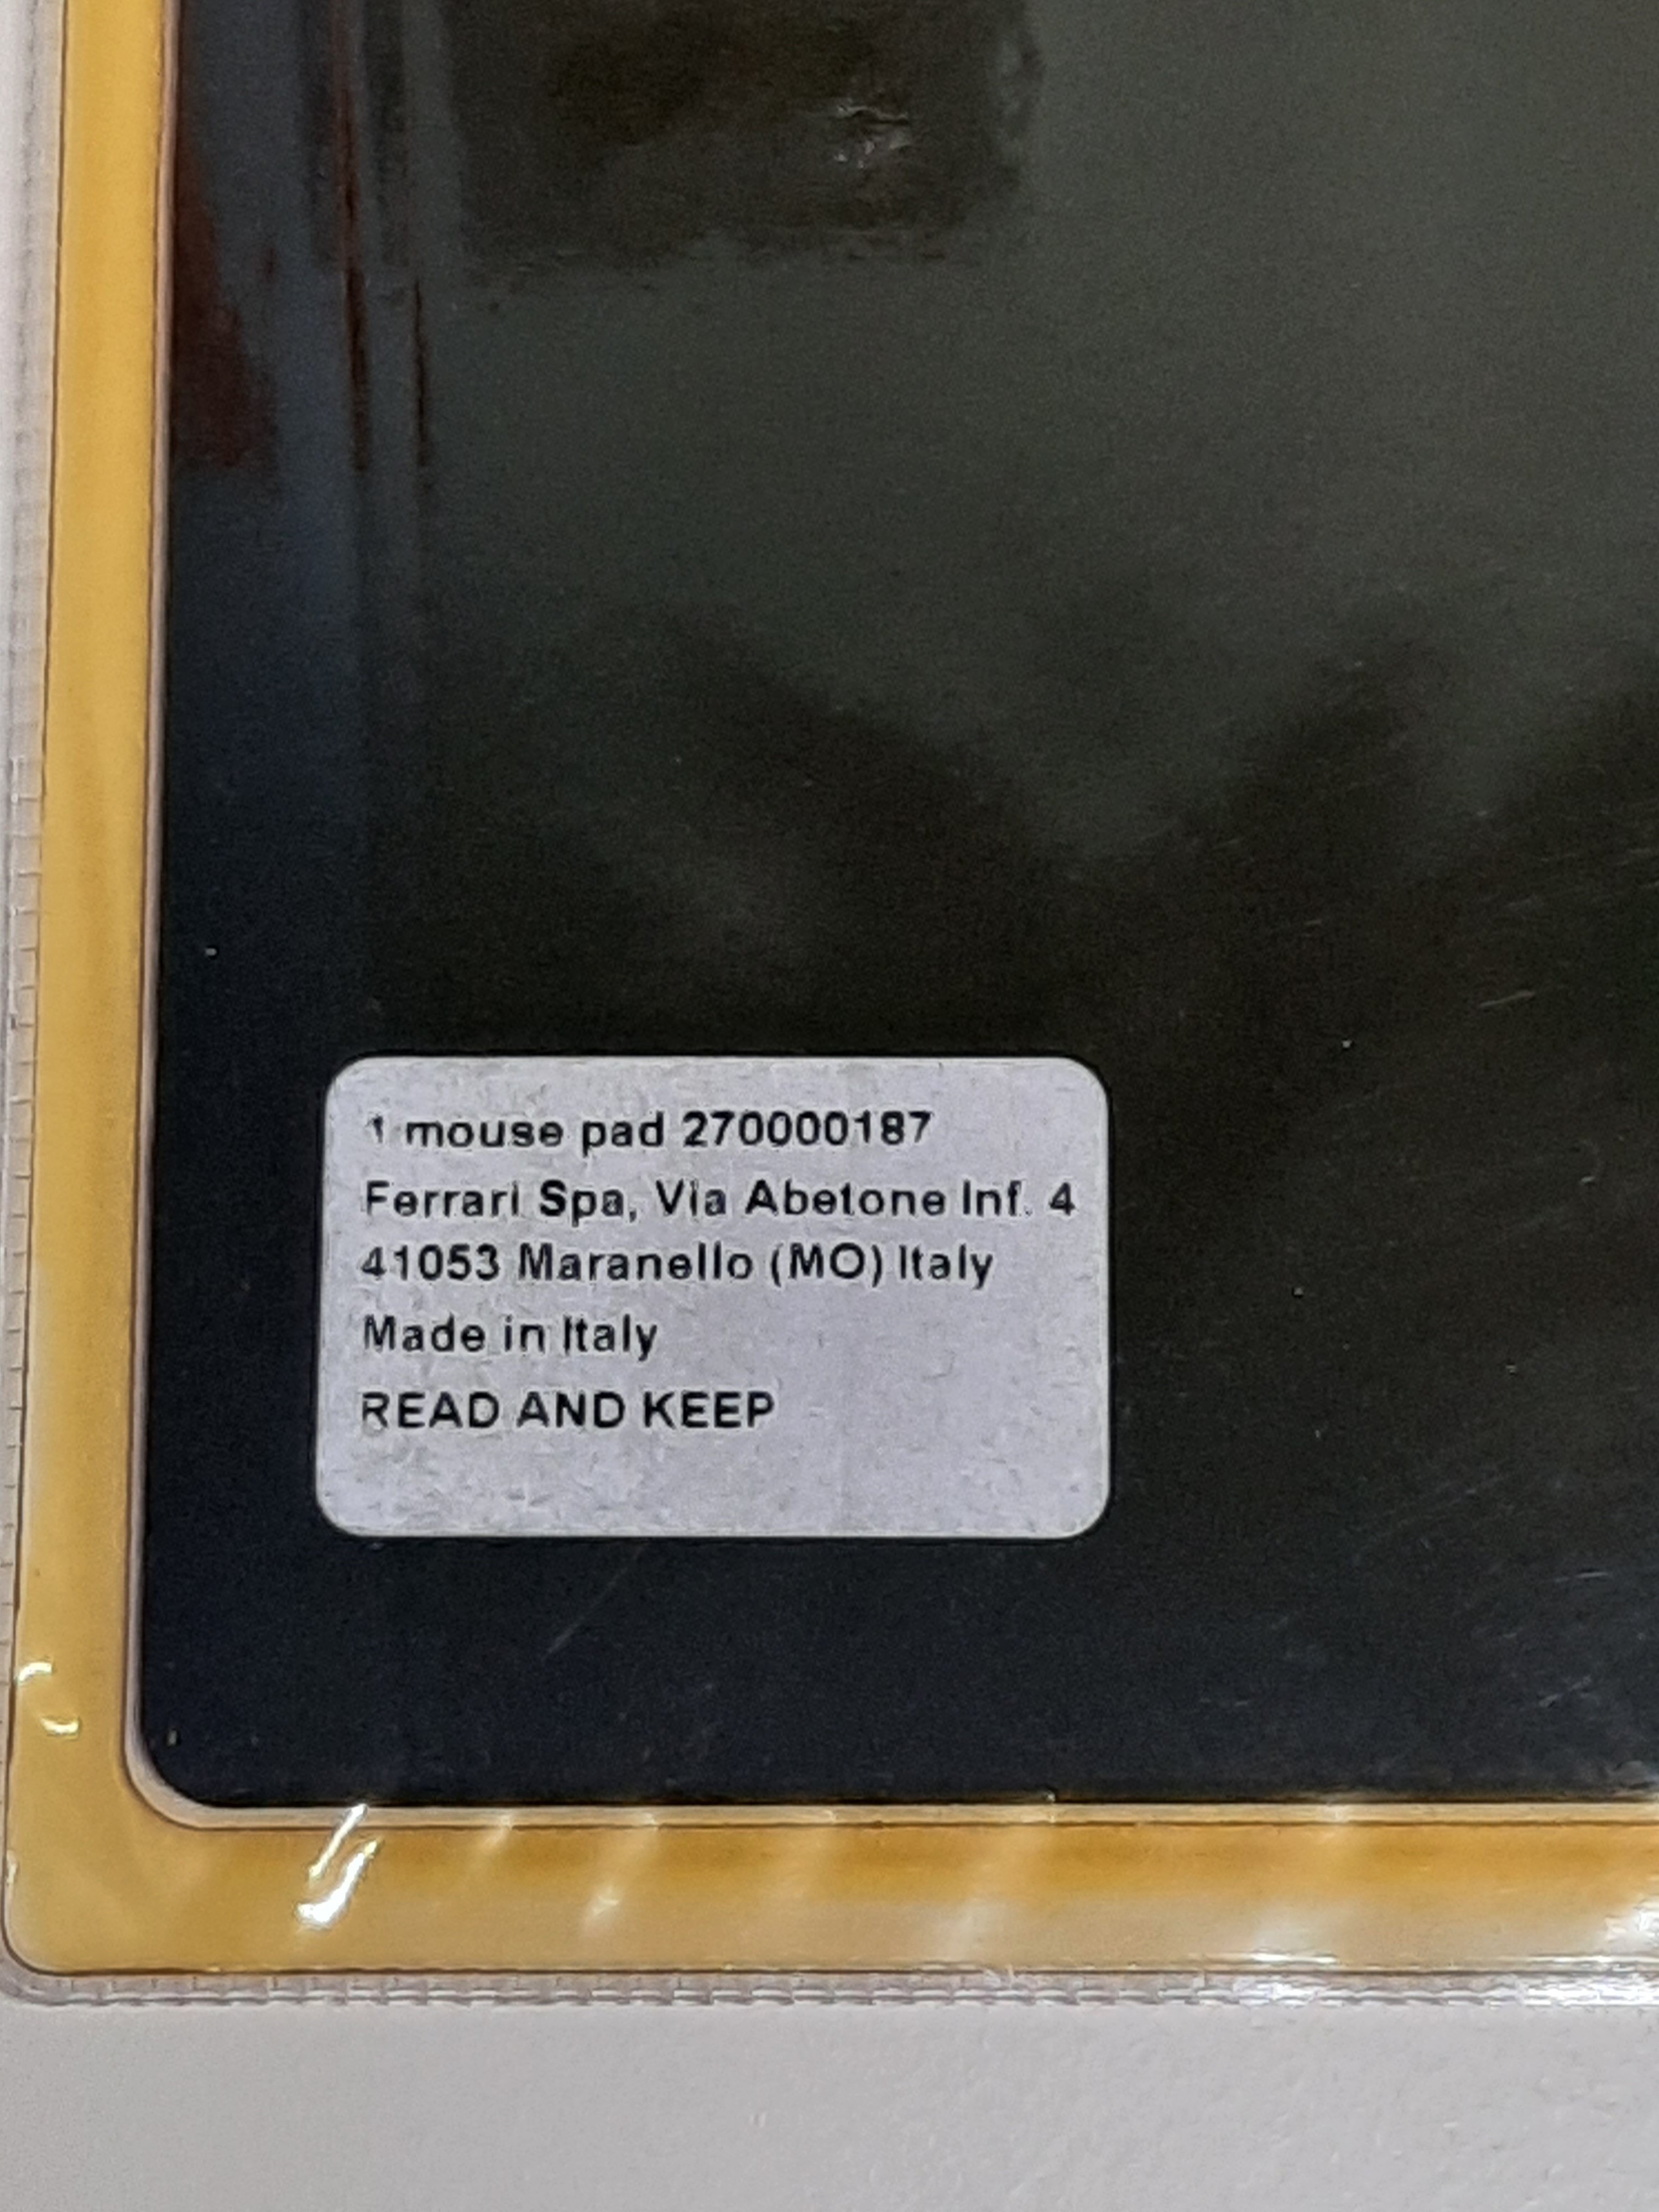 1 mouse pad 270000187
Ferrari Spa, Via Abetone Inf. 4
41053 Maranello (MO) Italy
Made in Italy
READ AND KEEP